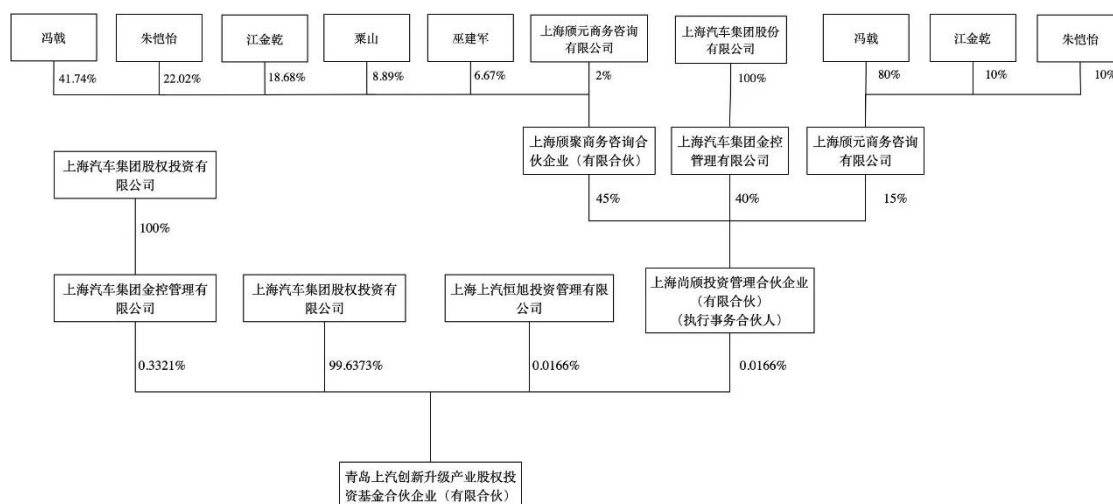 冯戟
朱恺怡
江金乾
粟山
巫建军
上海颀元商务咨询
有限公司
上海汽车集团股份
有限公司
冯戟
江金乾
朱恺怡
41.74%
22.02%
18.68%
8.89%
6.67%
2%
100%
80%
10%
10%
上海颀聚商务咨询合
伙企业（有限合伙）
上海汽车集团金控
管理有限公司
上海颀元商务咨询
有限公司
上海汽车集团股权投资有
限公司
45%
40%
15%
100%
上海汽车集团金控管理有
限公司
上海汽车集团股权投资有
限公司
上海上汽恒旭投资管理有限
公司
上海尚颀投资管理合伙企业
（有限合伙）
（执行事务合伙人）
0.3321%
99.6373%
0.0166%
0.0166%
青岛上汽创新升级产业股权投
资基金合伙企业（有限合伙）